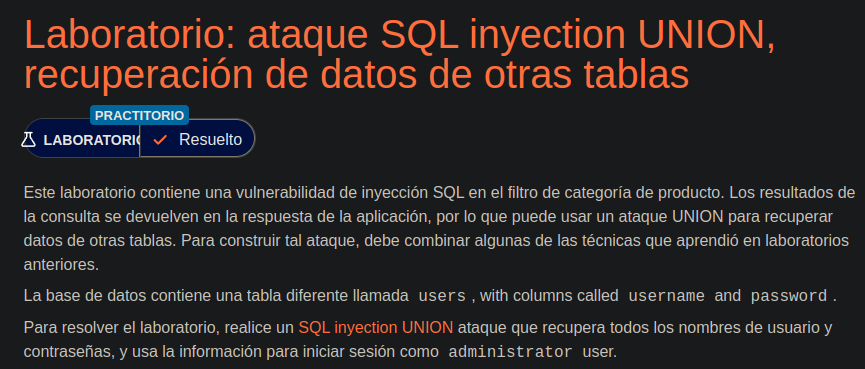 Laboratorio: ataque SQL inyection UNION,
recuperación de datos de otras tablas
PRACTITORIO
LABORATORIO
Resuelto
Este laboratorio contiene una vulnerabilidad de inyección SQL en el filtro de categoría de producto. Los resultados de
la consulta se devuelven en la respuesta de la aplicación, por lo que puede usar un ataque UNION para recuperar
datos de otras tablas. Para construir tal ataque, debe combinar algunas de las técnicas que aprendió en laboratorios
anteriores.
La base de datos contiene una tabla diferente llamada users , with columns called username and password .
Para resolver el laboratorio, realice un SQL inyection UNION ataque que recupera todos los nombres de usuario y
contraseñas, y usa la información para iniciar sesión como administrator user.